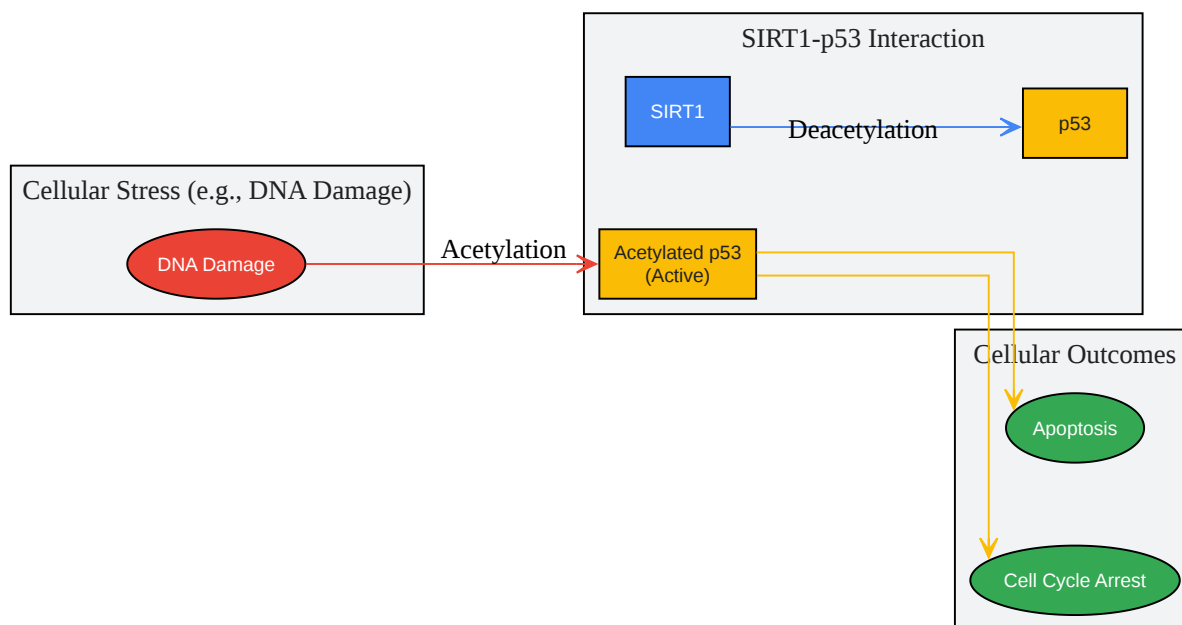 SIRT1-p53 Interaction
SIRT1
Deacetylation
p53
Cellular Stress (e.g., DNA Damage)
DNA Damage
Acetylation
Acetylated p53
(Active)
Cellular Outcomes
Apoptosis
Cell Cycle Arrest